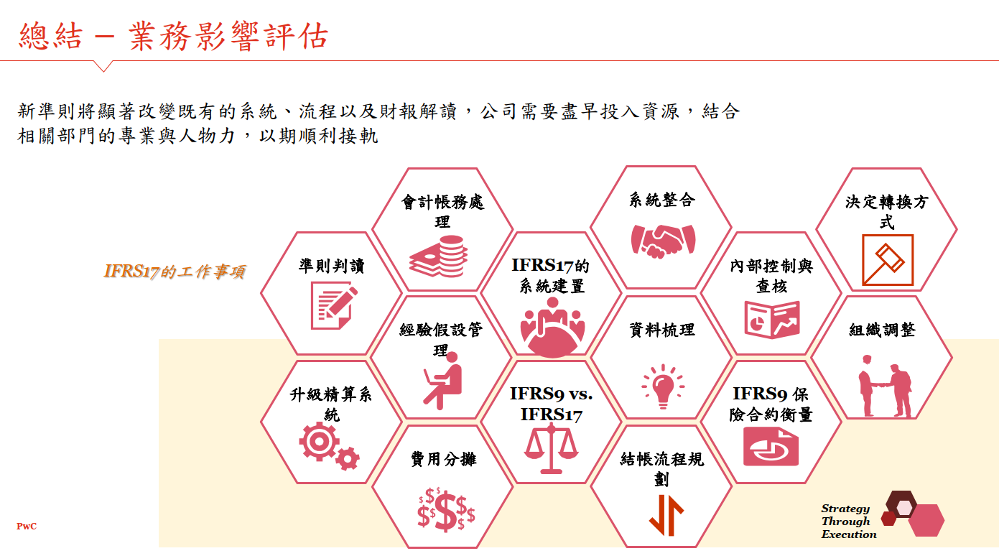 總結 – 業務影響評估
新準則將顯著改變既有的系統、流程以及財報解讀，公司需要盡早投入資源，結合
相關部門的專業與人物力，以期順利接軌
IFRS17的工作事項
準則判讀
升級精算系
統
會計帳務處
理
經驗假設管
理
費用分攤
IFRS17的
系統建置
IFRS9 vs.
IFRS17
系統整合
資料梳理
結帳流程規
劃
內部控制與
查核
IFRS9 保
險合約衡量
決定轉換方
式
組織調整
Strategy
Through
Execution
PwC